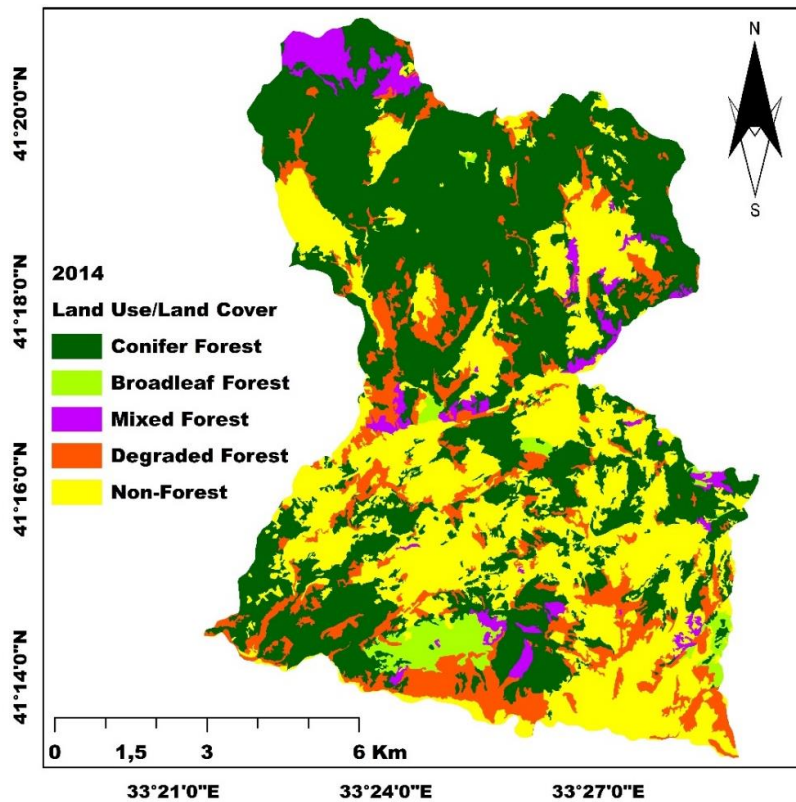 N
S
41°20'0"N
41°18'0"N
41°16'0"N
41°14'0"N
2014
Land Use/Land Cover
Conifer Forest
Broadleaf Forest
Mixed Forest
Degraded Forest
Non-Forest
0 1,5 3 6 Km
33°21'0"E 33°24'0"E 33°27'0"E